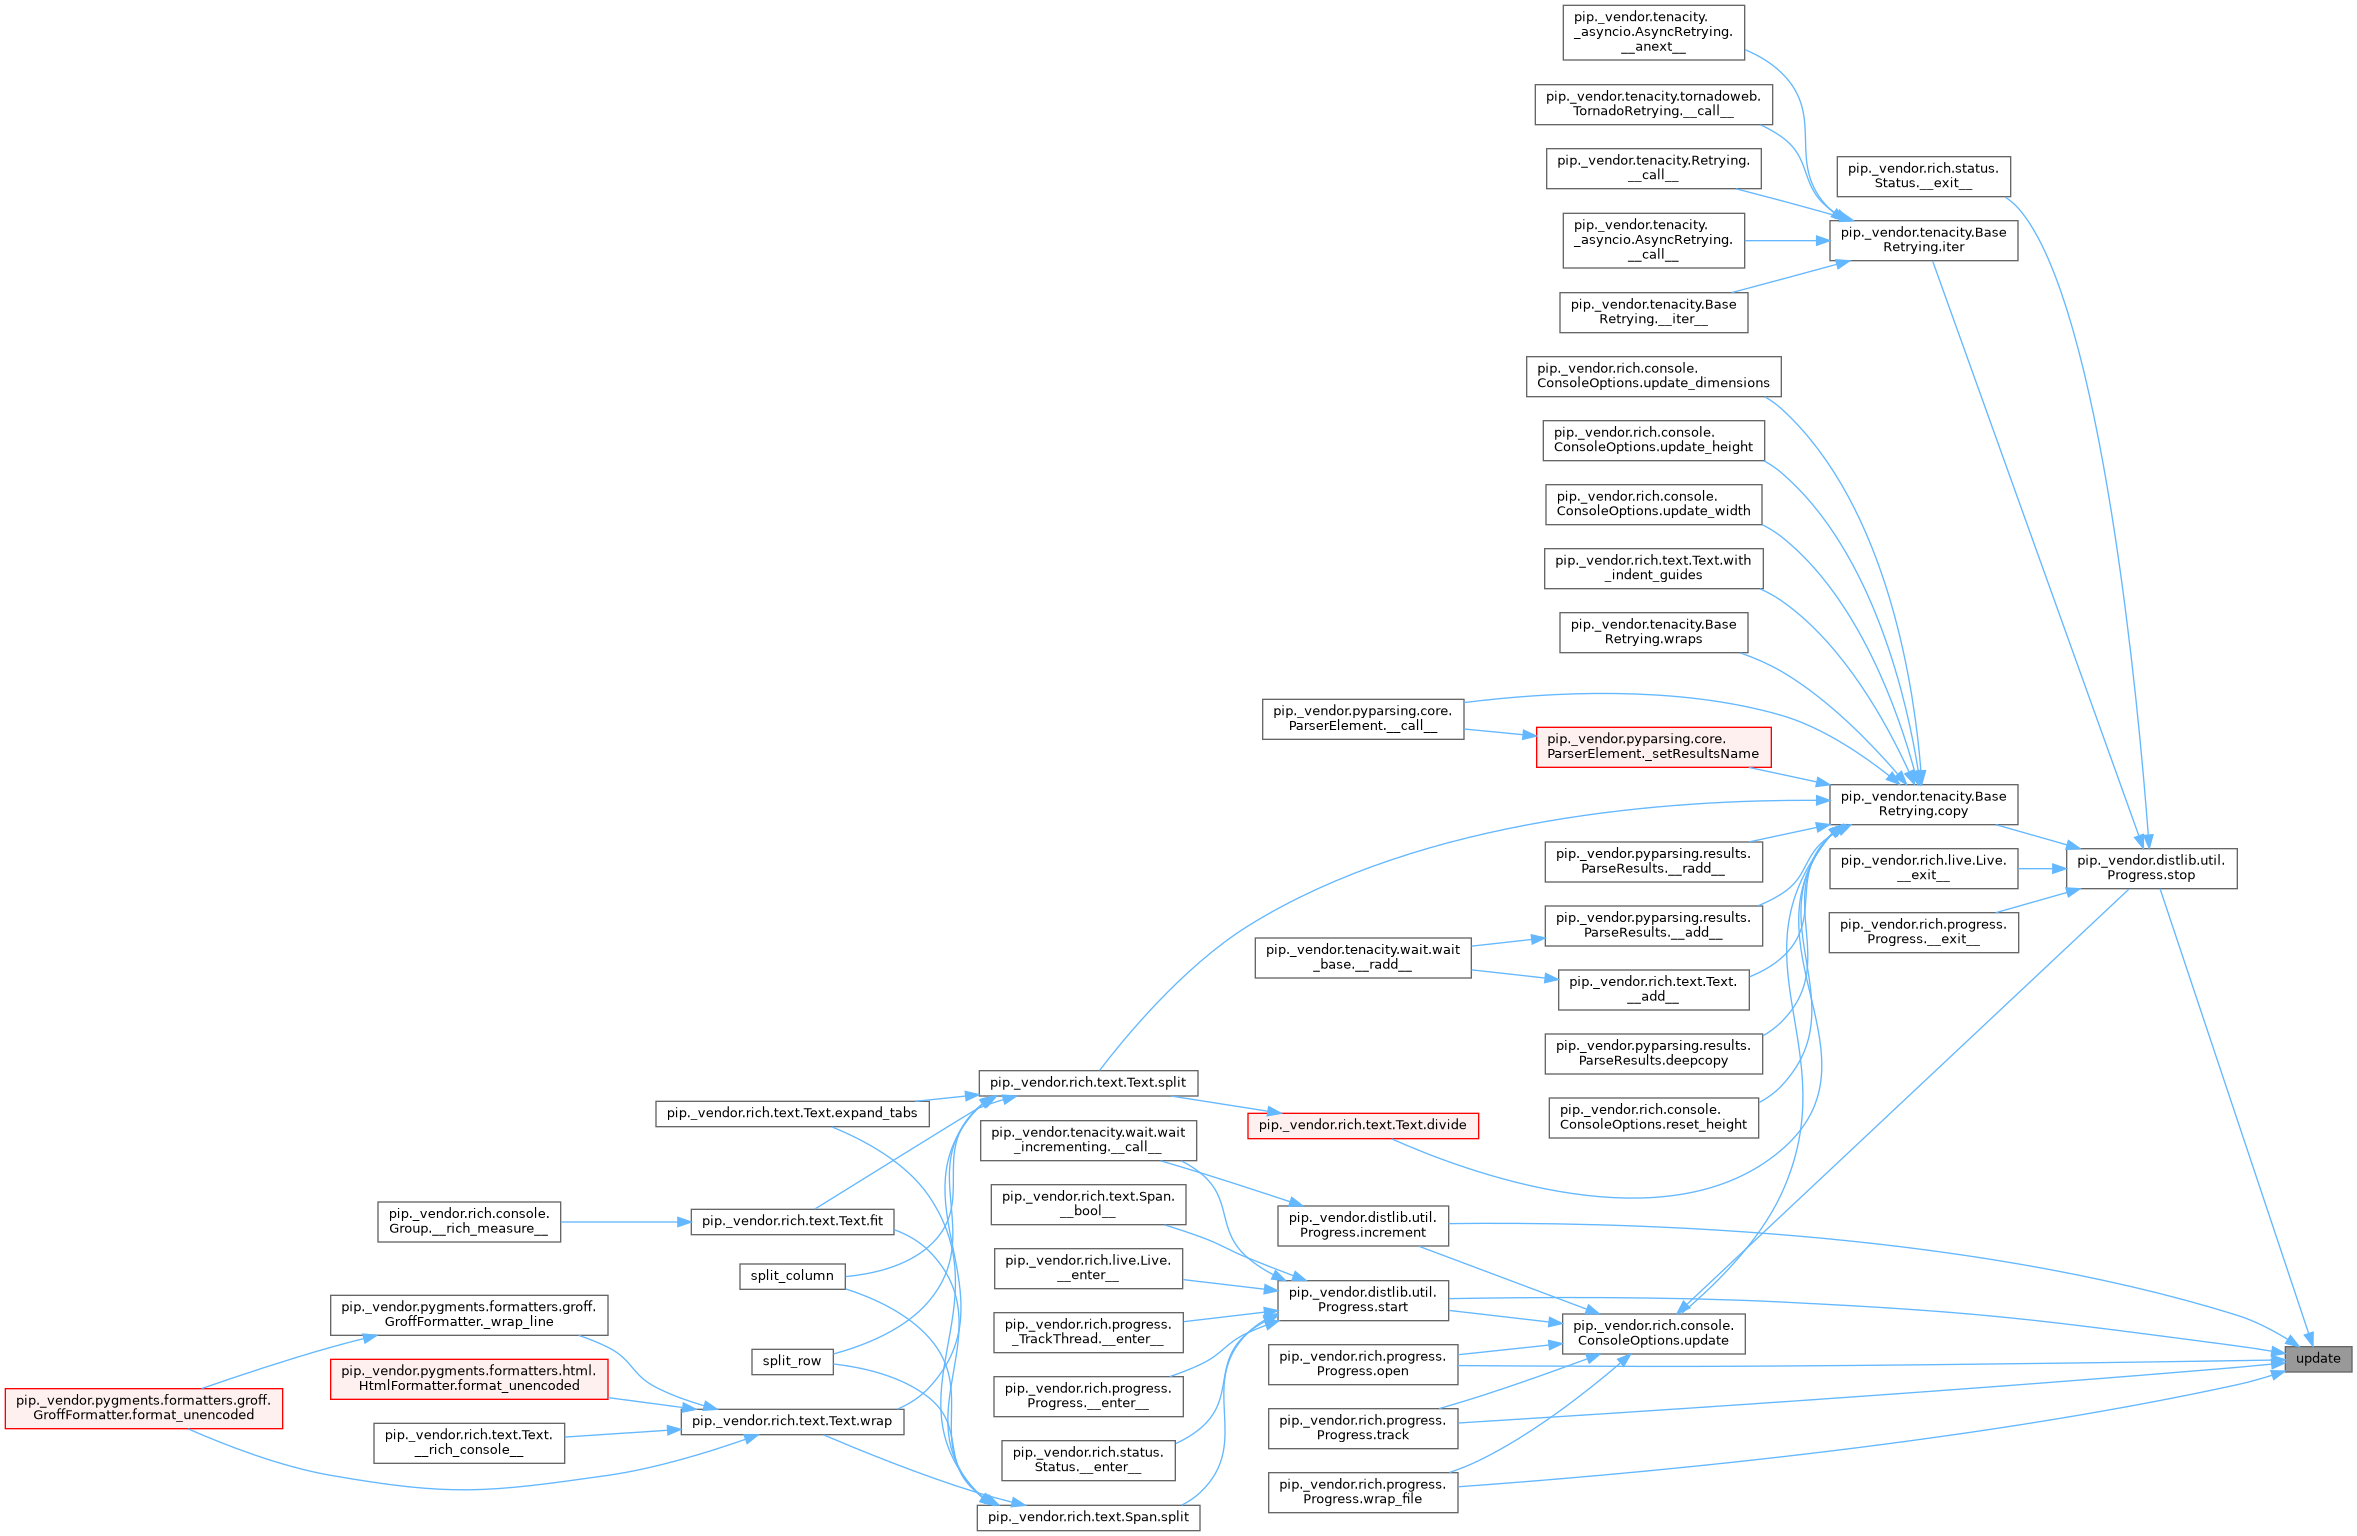 pip._vendor.tenacity.
_asyncio.AsyncRetrying.
__anext__
pip._vendor.tenacity.tornadoweb.
TornadoRetrying.__call__
pip._vendor.tenacity.Retrying.
__call__
pip._vendor.rich.status.
Status.__exit__
pip._vendor.tenacity.
_asyncio.AsyncRetrying.
__call__
pip._vendor.tenacity.Base
Retrying.iter
pip._vendor.tenacity.Base
Retrying.__iter__
pip._vendor.rich.console.
ConsoleOptions.update_dimensions
pip._vendor.rich.console.
ConsoleOptions.update_height
pip._vendor.rich.console.
ConsoleOptions.update_width
pip._vendor.rich.text.Text.with
_indent_guides
pip._vendor.tenacity.Base
Retrying.wraps
pip._vendor.pyparsing.core.
ParserElement.__call__
pip._vendor.pyparsing.core.
ParserElement._setResultsName
pip._vendor.tenacity.Base
Retrying.copy
pip._vendor.pyparsing.results.
ParseResults.__radd__
pip._vendor.rich.live.Live.
__exit__
pip._vendor.distlib.util.
Progress.stop
pip._vendor.pyparsing.results.
ParseResults.__add__
pip._vendor.rich.progress.
Progress.__exit__
pip._vendor.tenacity.wait.wait
_base.__radd__
pip._vendor.rich.text.Text.
__add__
pip._vendor.pyparsing.results.
ParseResults.deepcopy
pip._vendor.rich.text.Text.split
pip._vendor.rich.text.Text.expand_tabs
pip._vendor.rich.text.Text.divide
pip._vendor.rich.console.
ConsoleOptions.reset_height
pip._vendor.tenacity.wait.wait
_incrementing.__call__
pip._vendor.rich.text.Span.
__bool__
pip._vendor.rich.console.
Group.__rich_measure__
pip._vendor.rich.text.Text.fit
pip._vendor.distlib.util.
Progress.increment
pip._vendor.rich.live.Live.
__enter__
split_column
pip._vendor.distlib.util.
Progress.start
pip._vendor.pygments.formatters.groff.
GroffFormatter._wrap_line
pip._vendor.rich.progress.
_TrackThread.__enter__
pip._vendor.rich.console.
ConsoleOptions.update
split_row
pip._vendor.rich.progress.
Progress.open
update
pip._vendor.pygments.formatters.html.
HtmlFormatter.format_unencoded
pip._vendor.rich.progress.
Progress.__enter__
pip._vendor.pygments.formatters.groff.
GroffFormatter.format_unencoded
pip._vendor.rich.text.Text.wrap
pip._vendor.rich.progress.
Progress.track
pip._vendor.rich.text.Text.
__rich_console__
pip._vendor.rich.status.
Status.__enter__
pip._vendor.rich.progress.
Progress.wrap_file
pip._vendor.rich.text.Span.split